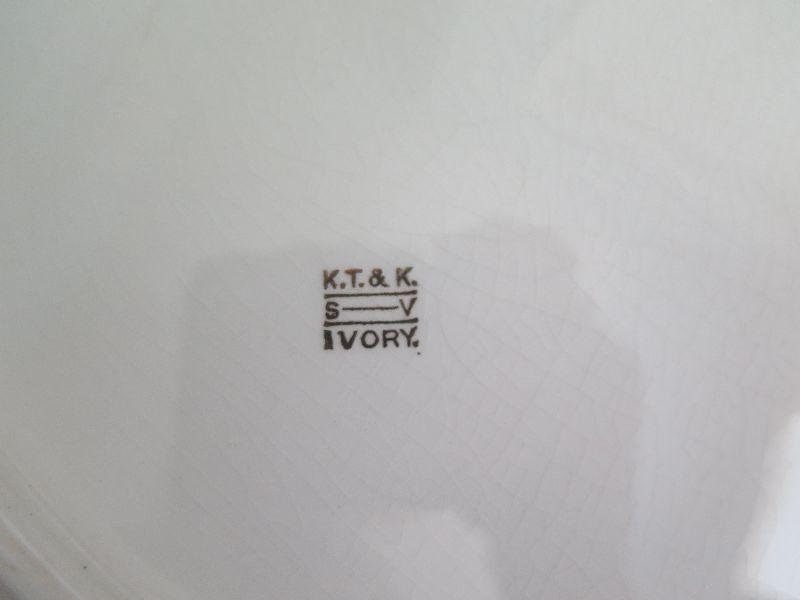 K.T. & K.
S—V
IVORY.